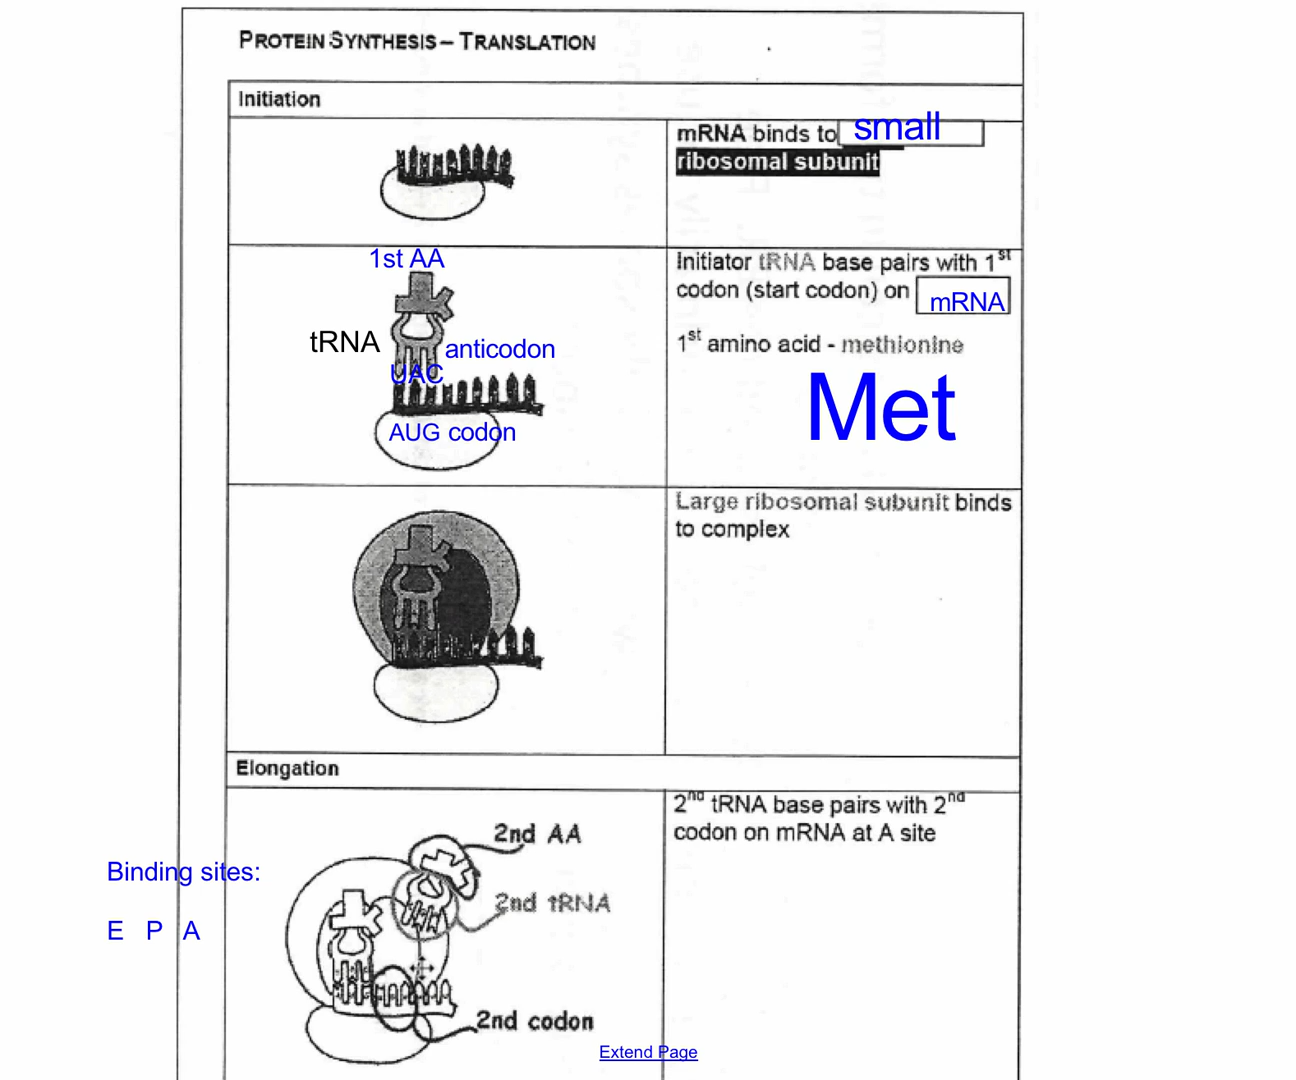 PROTEIN SYNTHESIS – TRANSLATION
Initiation
mRNA binds to small
ribosomal subunit
1st AA
tRNA
anticodon
UAC
AUG codon
Initiator tRNA base pairs with 1st
codon (start codon) on mRNA
1st amino acid - methionine
Met
Large ribosomal subunit binds
to complex
Elongation
Binding sites:
E P A
2nd AA
2nd tRNA
2nd codon
2nd tRNA base pairs with 2nd
codon on mRNA at A site
Extend Page